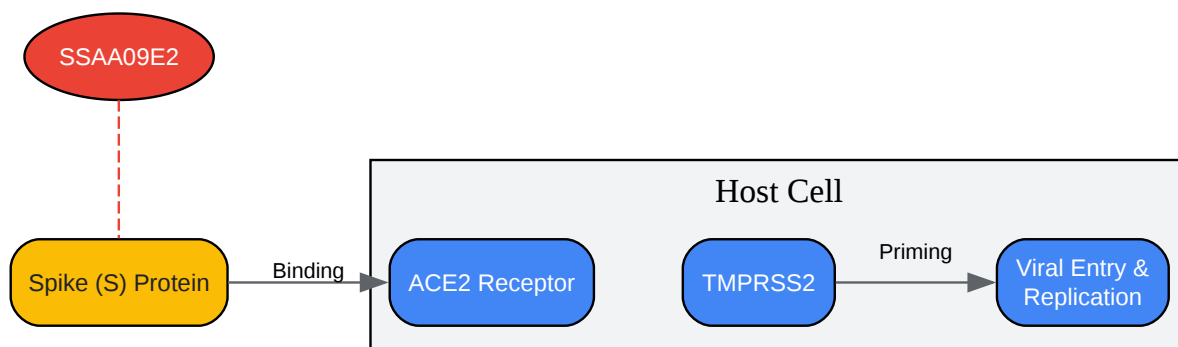 SSAA09E2
Host Cell
Spike (S) Protein
Binding
ACE2 Receptor
TMPRSS2
Priming
Viral Entry &
Replication